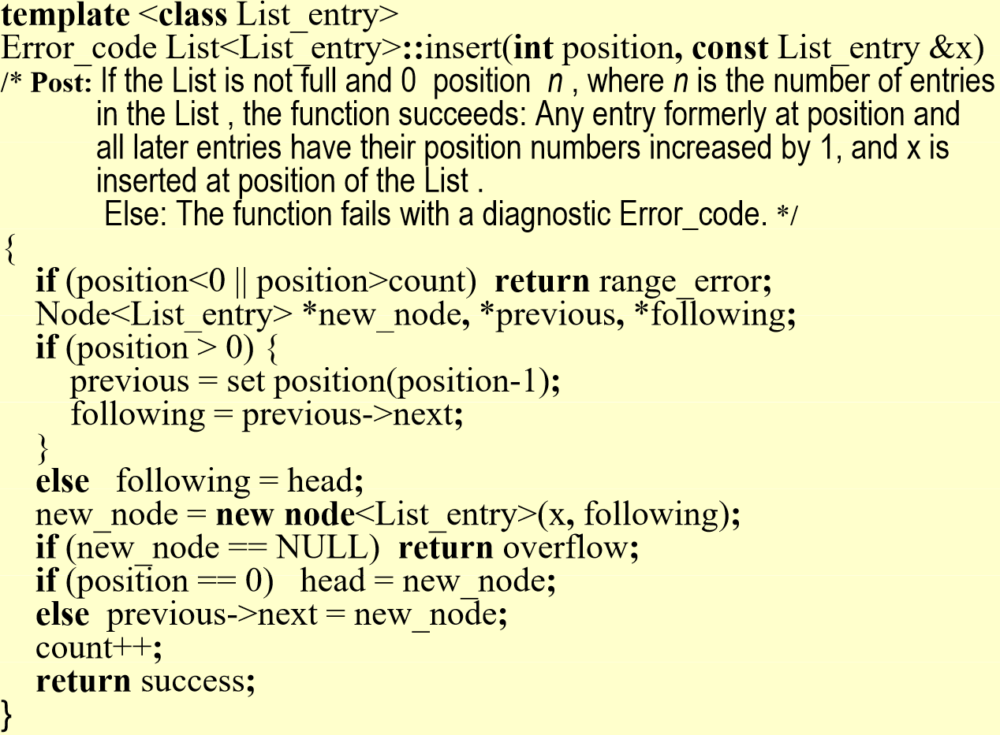 template <class List_entry>
Error_code List<List_entry>::insert(int position, const List_entry &x)
/* Post: If the List is not full and 0 position n , where n is the number of entries
in the List , the function succeeds: Any entry formerly at position and
all later entries have their position numbers increased by 1, and x is
inserted at position of the List .
Else: The function fails with a diagnostic Error_code. */
{
if (position<0 || position>count) return range_error;
Node<List_entry> *new_node, *previous, *following;
if (position > 0) {
previous = set position(position-1);
following = previous->next;
}
else following = head;
new_node = new node<List_entry>(x, following);
if (new_node == NULL) return overflow;
if (position == 0) head = new_node;
else previous->next = new_node;
count++;
return success;
}